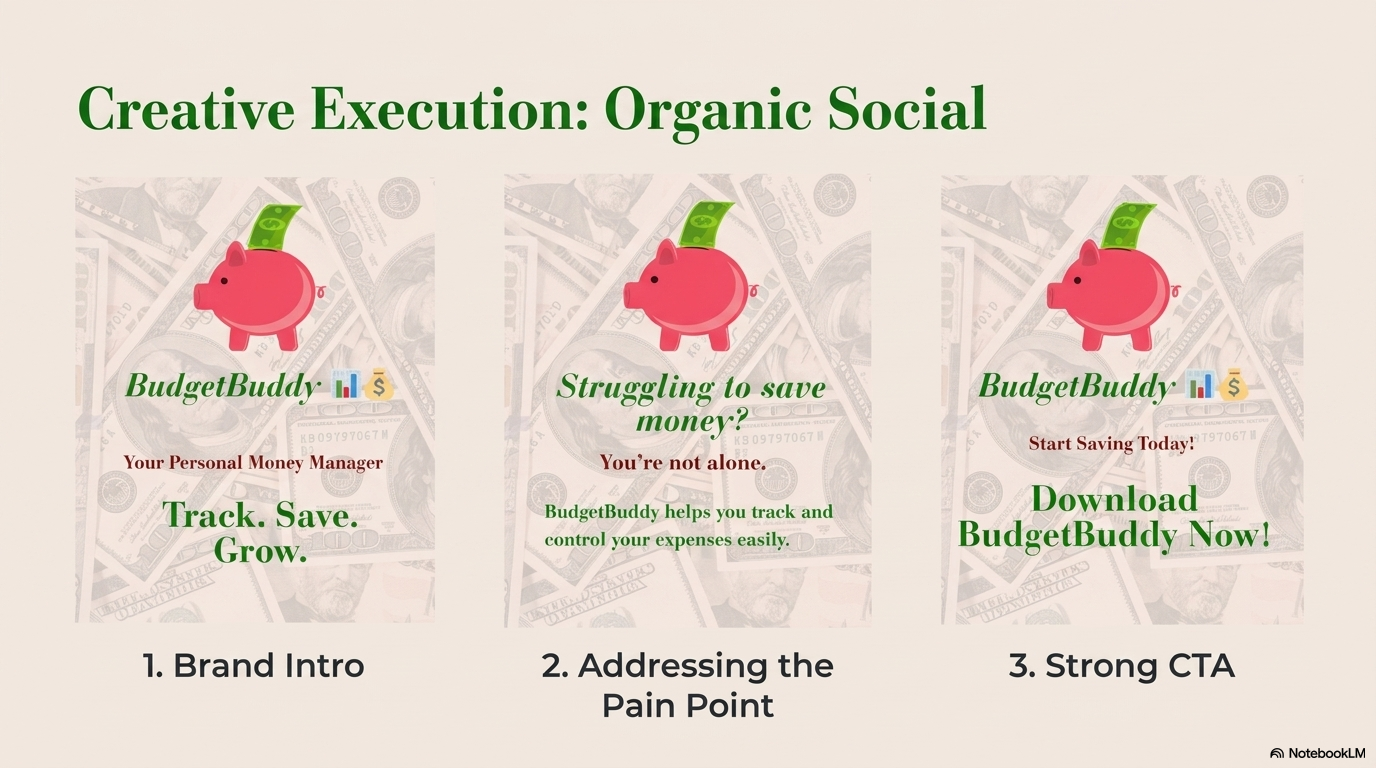 Creative Execution: Organic Social
BudgetBuddy 📊💰
Your Personal Money Manager
Track. Save.
Grow.
1. Brand Intro
Struggling to save
money?
You're not alone.
BudgetBuddy helps you track and
control your expenses easily.
KB09797067M
2. Addressing the
Pain Point
BudgetBuddy 📊💰
Start Saving Today!
Download
BudgetBuddy Now!
3. Strong CTA
NotebookLM